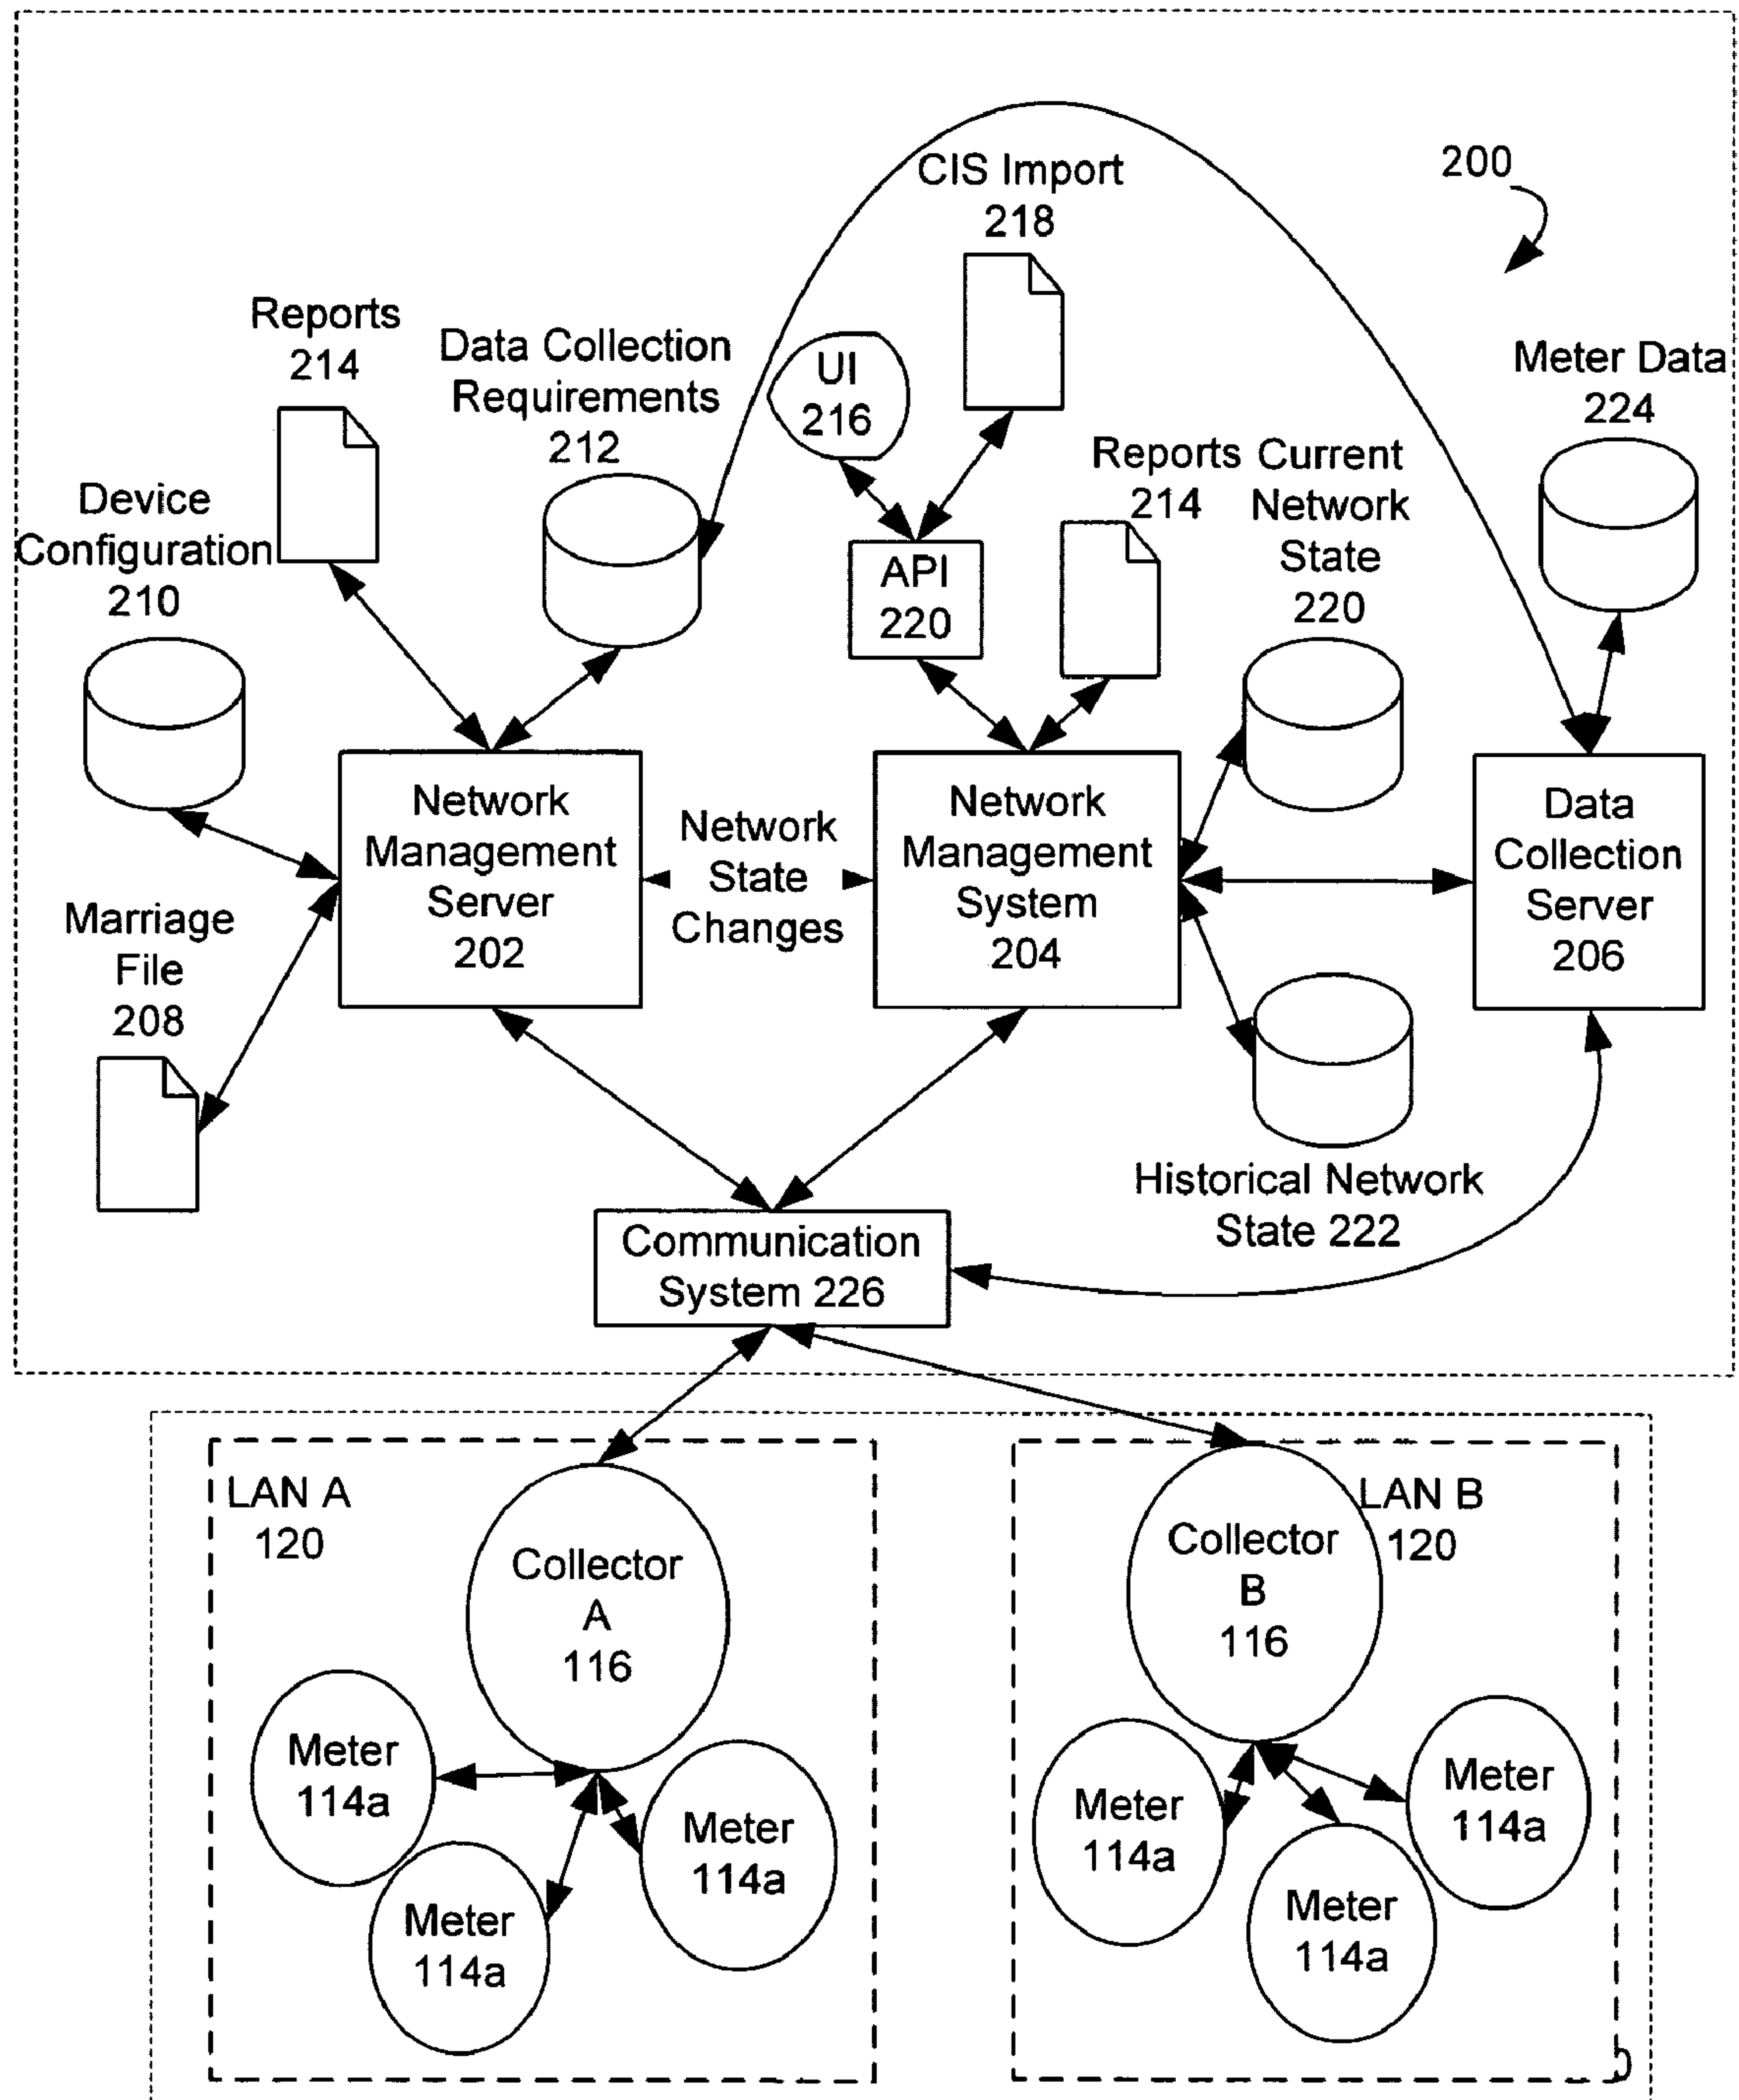 CIS Import
218
200
Reports
214
Data Collection
Requirements
212
UI
216
Meter Data
224
Device
Configuration
210
Reports
214
Current
Network
State
220
API
220
Network
Management
Server
202
Network
State
Changes
Network
Management
System
204
Data
Collection
Server
206
Marriage
File
208
Historical Network
State 222
Communication
System 226
LAN A
120
Collector
A
116
Meter
114a
Meter
114a
Meter
114a
LAN B
120
Collector
B
116
Meter
114a
Meter
114a
Meter
114a